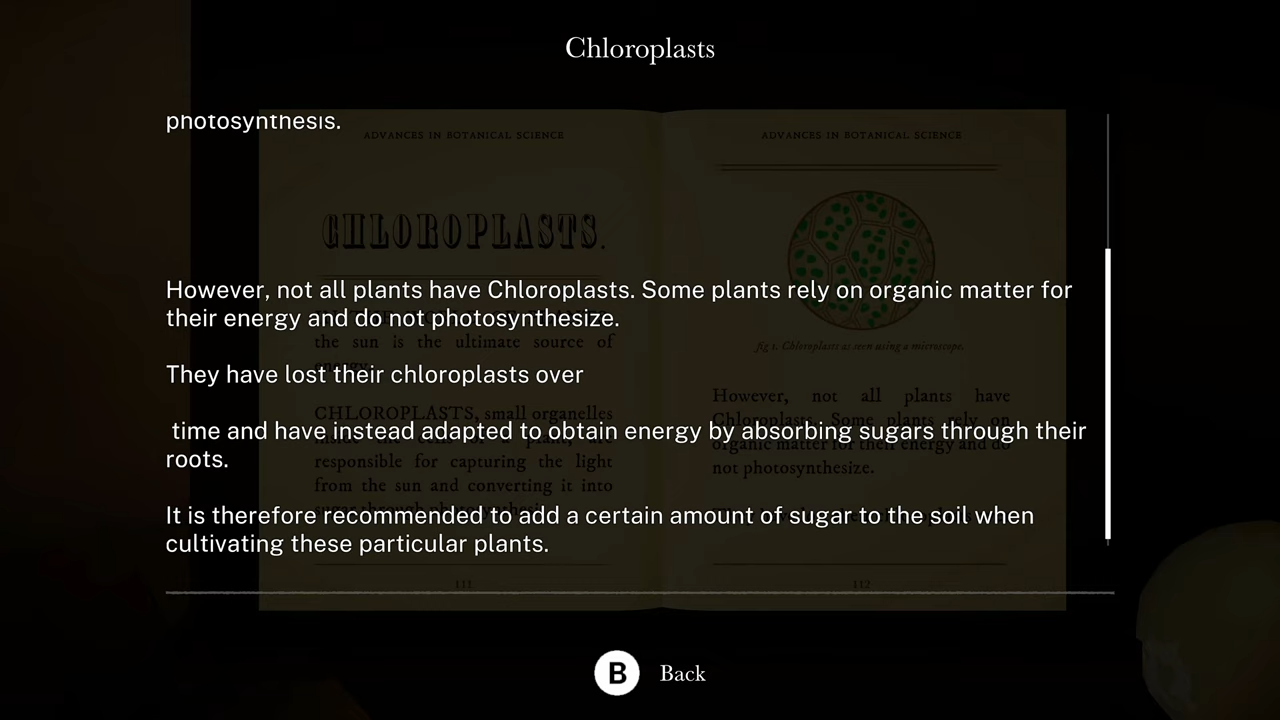 Chloroplasts
photosynthesis.
ADVANCES IN BOTANICAL SCIENCE
ADVANCES IN BOTANICAL SCIENCE
CHLOROPLASTS.
However, not all plants have Chloroplasts. Some plants rely on organic matter for
their energy and do not photosynthesize.
the sun is the ultimate source of
They have lost their chloroplasts over
CHLOROPLASTS, small organelles
time and have instead adapted to obtain energy by absorbing sugars through their
roots.
responsible for capturing the light
from the sun and converting it into
It is therefore recommended to add a certain amount of sugar to the soil when
cultivating these particular plants.
111
fig 1. Chloroplasts as seen using a microscope.
However, not all plants have
Chloroplasts. Some plants rely on
organic matter for their energy and do
not photosynthesize.
112
B Back